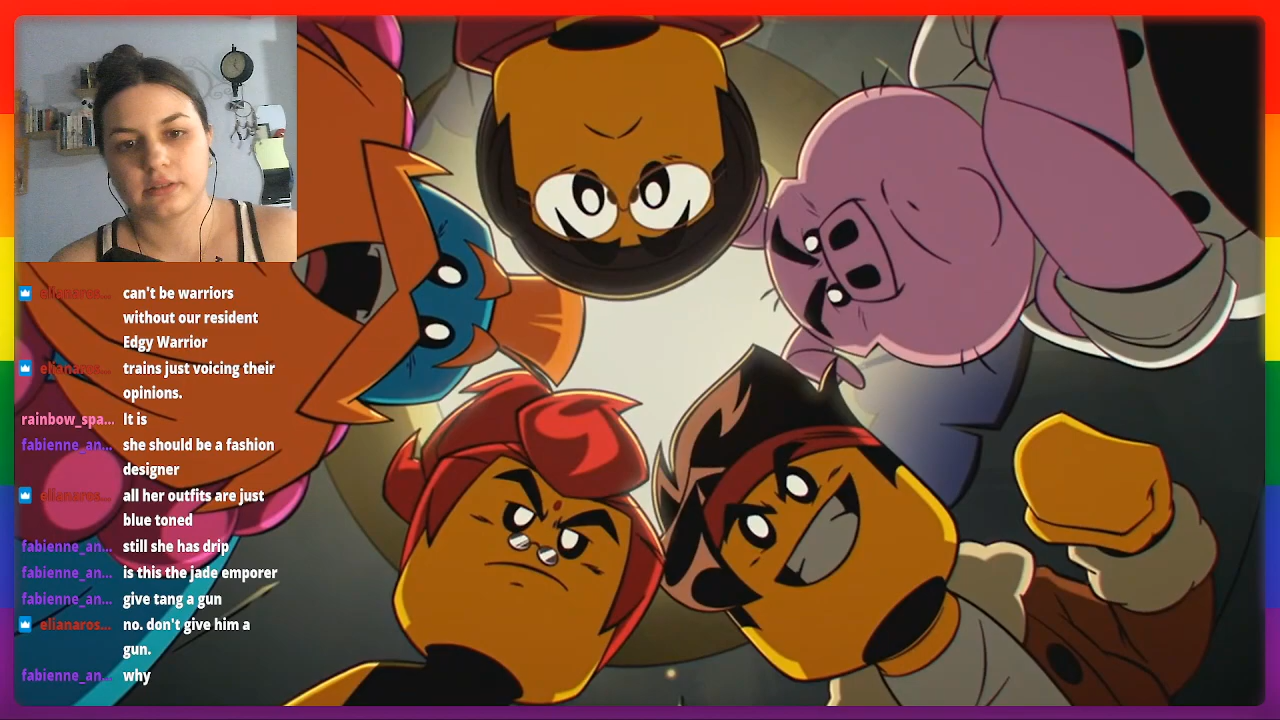 elianaros... can't be warriors
without our resident
Edgy Warrior
elianaros... trains just voicing their
opinions.
rainbow_spa... It is
fabienne_an... she should be a fashion
designer
elianaros... all her outfits are just
blue toned
fabienne_an... still she has drip
fabienne_an... is this the jade emporer
fabienne_an... give tang a gun
elianaros... no. don't give him a
gun.
fabienne_an... why